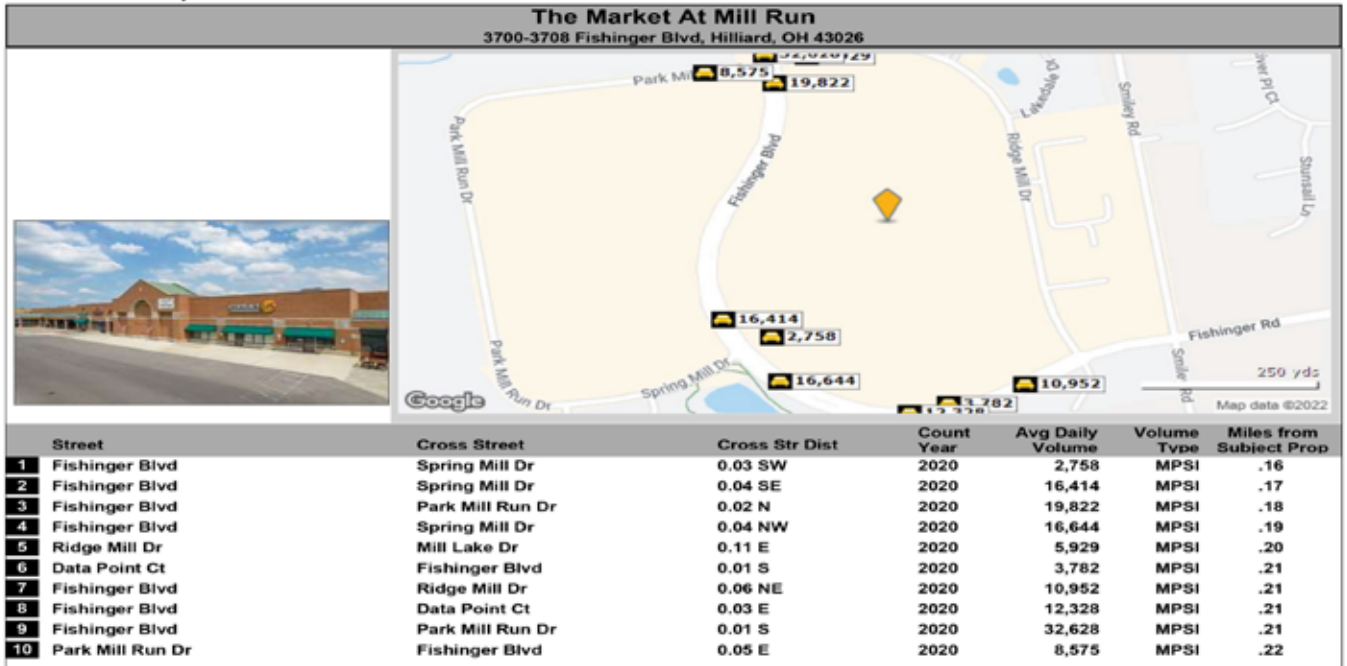 The Market At Mill Run
3700-3708 Fishinger Blvd, Hilliard, OH 43026
Park Mi
8,575
19,822
Park Mill Run Dr
Fishinger Blvd
Lakedale
Smiley Rd
Ridge Mill Dr
Stunsail Ln
16,414
2,758
Fishinger Rd
Park Mill Run Dr
Spring Mill Dr
16,644
10,952
3,782
250 yds
Google
Map data ©2022
Street Cross Street Cross Str Dist Count Year Avg Daily Volume Volume Type Miles from Subject Prop
1 Fishinger Blvd Spring Mill Dr 0.03 SW 2020 2,758 MPSI .16
2 Fishinger Blvd Spring Mill Dr 0.04 SE 2020 16,414 MPSI .17
3 Fishinger Blvd Park Mill Run Dr 0.02 N 2020 19,822 MPSI .18
4 Fishinger Blvd Spring Mill Dr 0.04 NW 2020 16,644 MPSI .19
5 Ridge Mill Dr Mill Lake Dr 0.11 E 2020 5,929 MPSI .20
6 Data Point Ct Fishinger Blvd 0.01 S 2020 3,782 MPSI .21
7 Fishinger Blvd Ridge Mill Dr 0.06 NE 2020 10,952 MPSI .21
8 Fishinger Blvd Data Point Ct 0.03 E 2020 12,328 MPSI .21
9 Fishinger Blvd Park Mill Run Dr 0.01 S 2020 32,628 MPSI .21
10 Park Mill Run Dr Fishinger Blvd 0.05 E 2020 8,575 MPSI .22